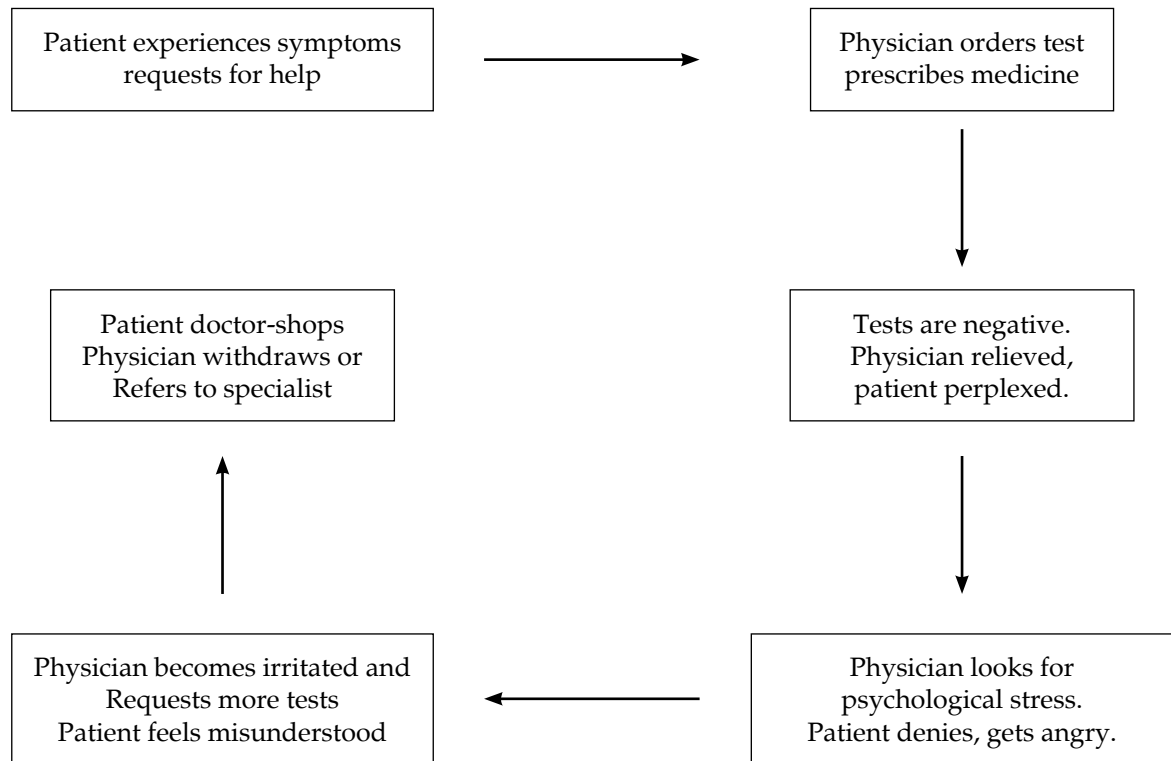 Patient experiences symptoms
requests for help
Physician orders test
prescribes medicine
Tests are negative.
Physician relieved,
patient perplexed.
Physician looks for
psychological stress.
Patient denies, gets angry.
Physician becomes irritated and
Requests more tests
Patient feels misunderstood
Patient doctor-shops
Physician withdraws or
Refers to specialist